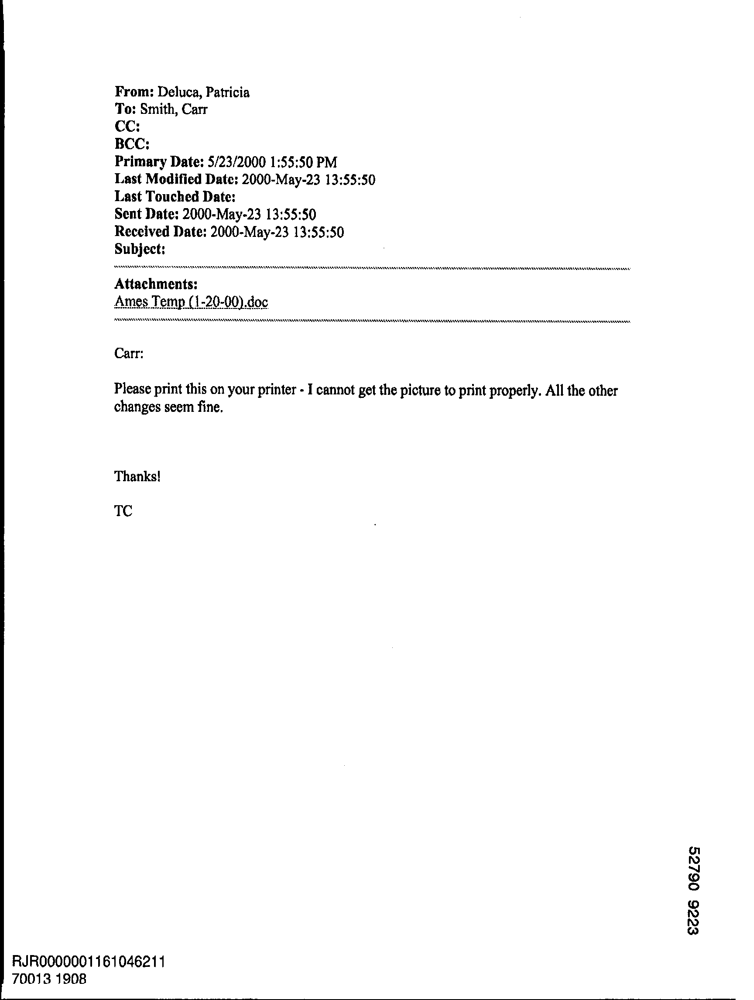 From: Deluca, Patricia
To: Smith, Carr
CC:
BCC:
Primary Date: 5/23/2000 1:55:50 PM
Last Modified Date: 2000-May-23 13:55:50
Last Touched Date:
Sent Date: 2000-May-23 13:55:50
Received Date: 2000-May-23 13:55:50
Subject:
Attachments:
Ames Temp (1-20-00).doc
Carr:
Please print this on your printer - I cannot get the picture to print properly. All the other
changes seem fine.
Thanks!
TC
52790 9223
RJR0000001161046211
70013 1908